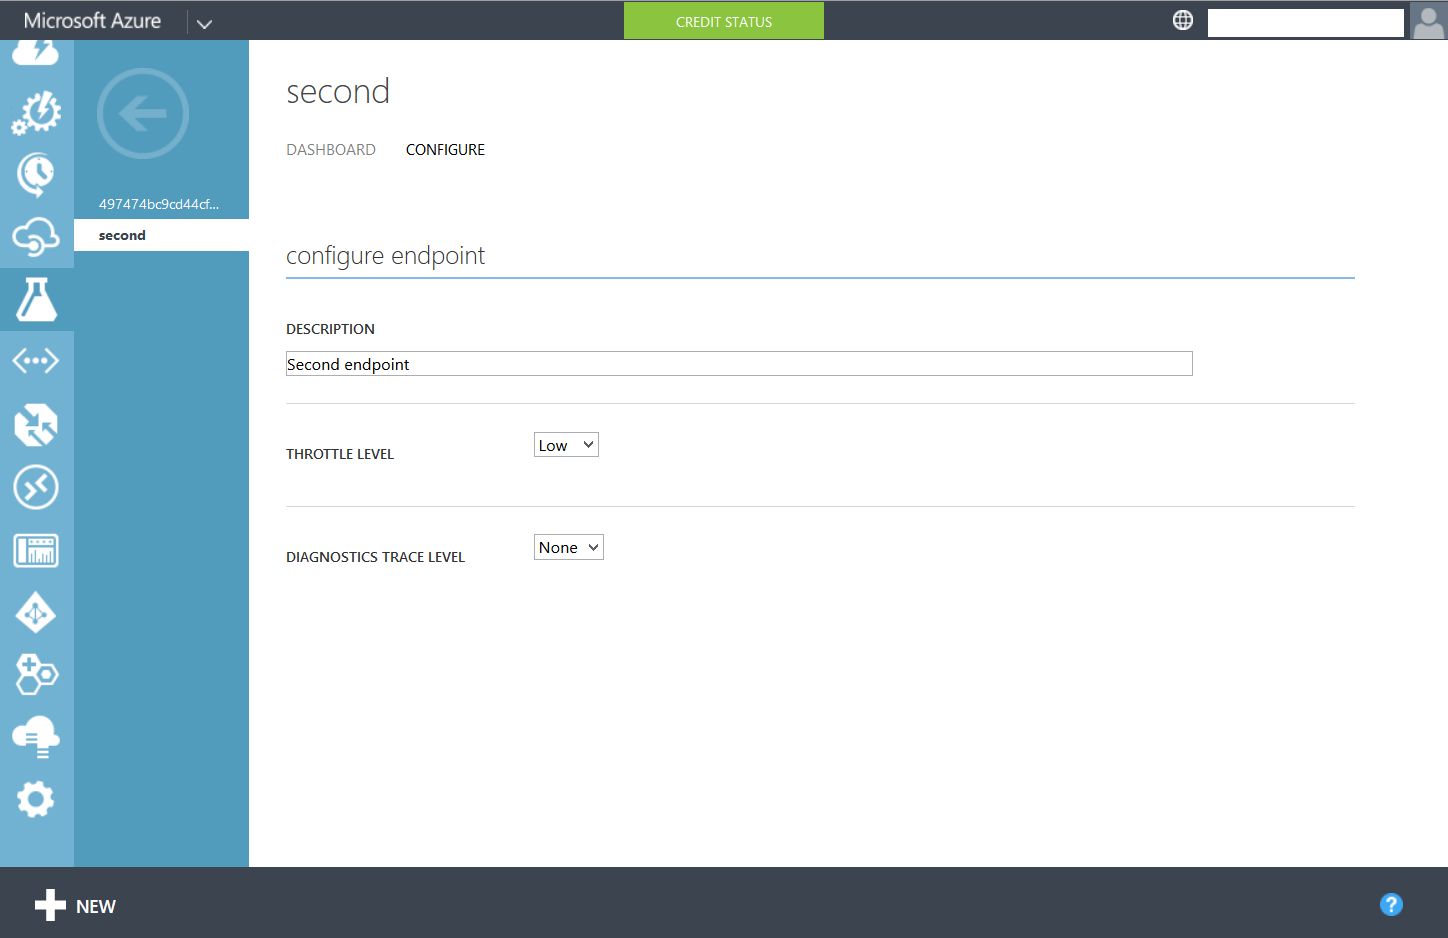 Microsoft Azure
CREDIT STATUS
497474bc9cd44cf...
second
second
DASHBOARD
CONFIGURE
configure endpoint
DESCRIPTION
Second endpoint
THROTTLE LEVEL
Low
DIAGNOSTICS TRACE LEVEL
None
NEW
?